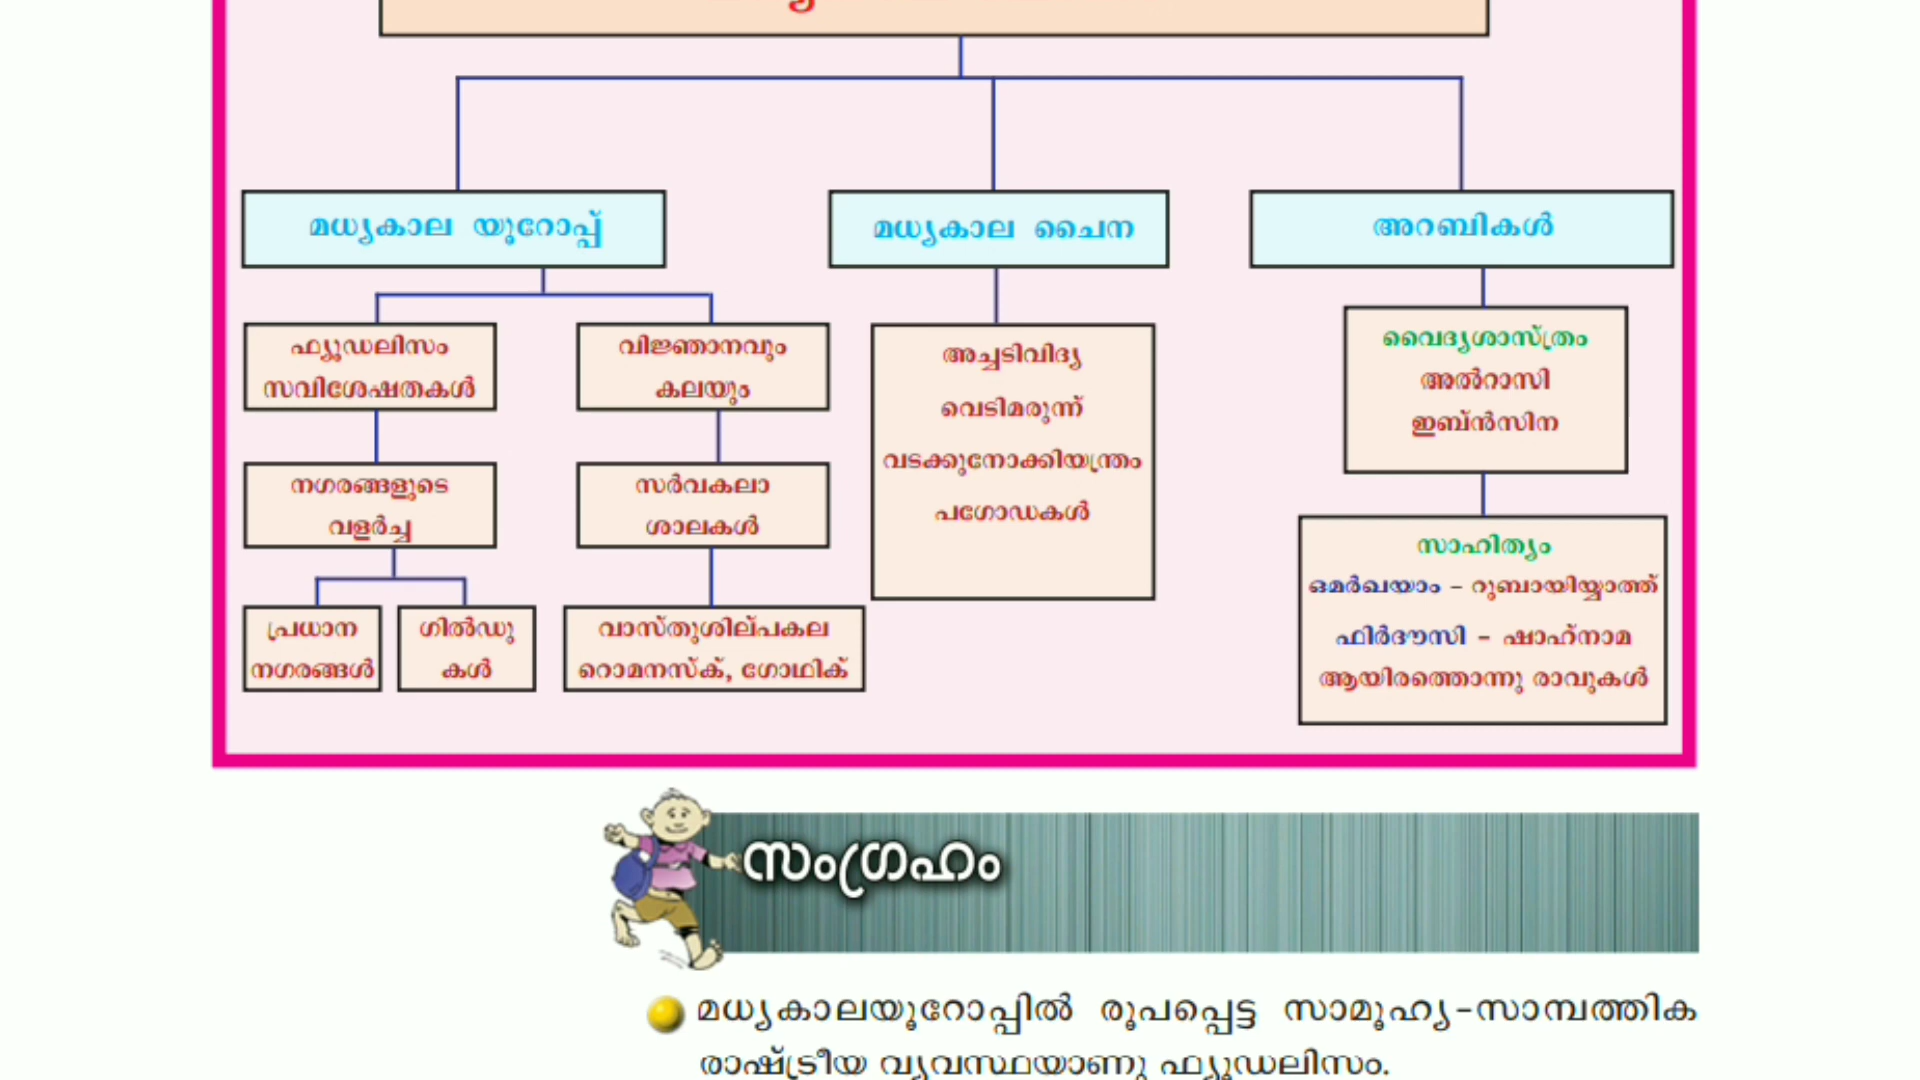 മധ്യകാല യൂറോപ്പ്
മധ്യകാല ചൈന
അറബികൾ
ഫ്യൂഡലിസം
സവിശേഷതകൾ
വിജ്ഞാനവും
കലയും
അച്ചടിവിദ്യ
വെടിമരുന്ന്
വടക്കുനോക്കിയന്ത്രം
പഗോഡകൾ
വൈദ്യശാസ്ത്രം
അൽറാസി
ഇബ്ൻസിന
നഗരങ്ങളുടെ
വളർച്ച
സർവകലാ
ശാലകൾ
സാഹിത്യം
ഒമർഖയാം - റുബായിയ്യാത്ത്
ഫിർദൗസി - ഷാഹ്നാമ
ആയിരത്തൊന്നു രാവുകൾ
പ്രധാന
നഗരങ്ങൾ
ഗിൽഡു
കൾ
വാസ്തുശില്പകല
റൊമനസ്ക്, ഗോഥിക്
സംഗ്രഹം
മധ്യകാലയൂറോപ്പിൽ രൂപപ്പെട്ട സാമൂഹ്യ-സാമ്പത്തിക
രാഷ്ട്രീയ വ്യവസ്ഥയാണു ഫ്യൂഡലിസം.